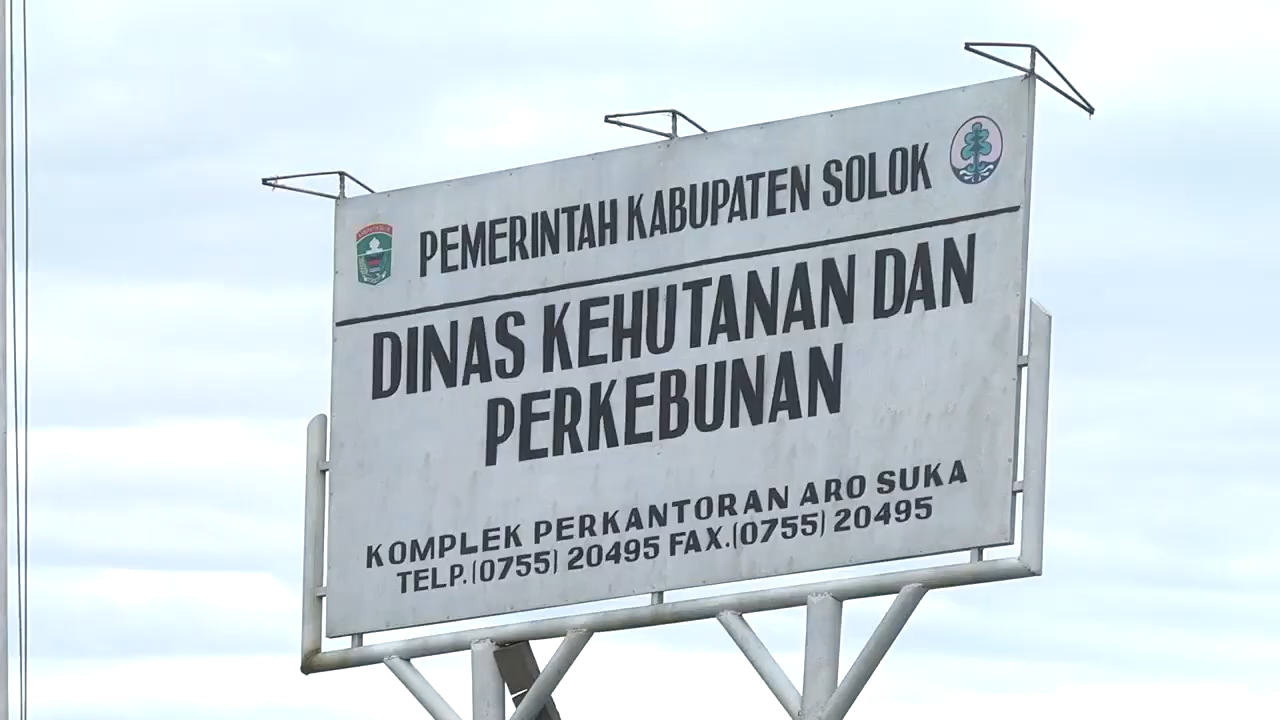 PEMERINTAH KABUPATEN SOLOK
DINAS KEHUTANAN DAN
PERKEBUNAN
KOMPLEK PERKANTORAN ARO SUKA
TELP.(0755) 20495 FAX.(0755) 20495